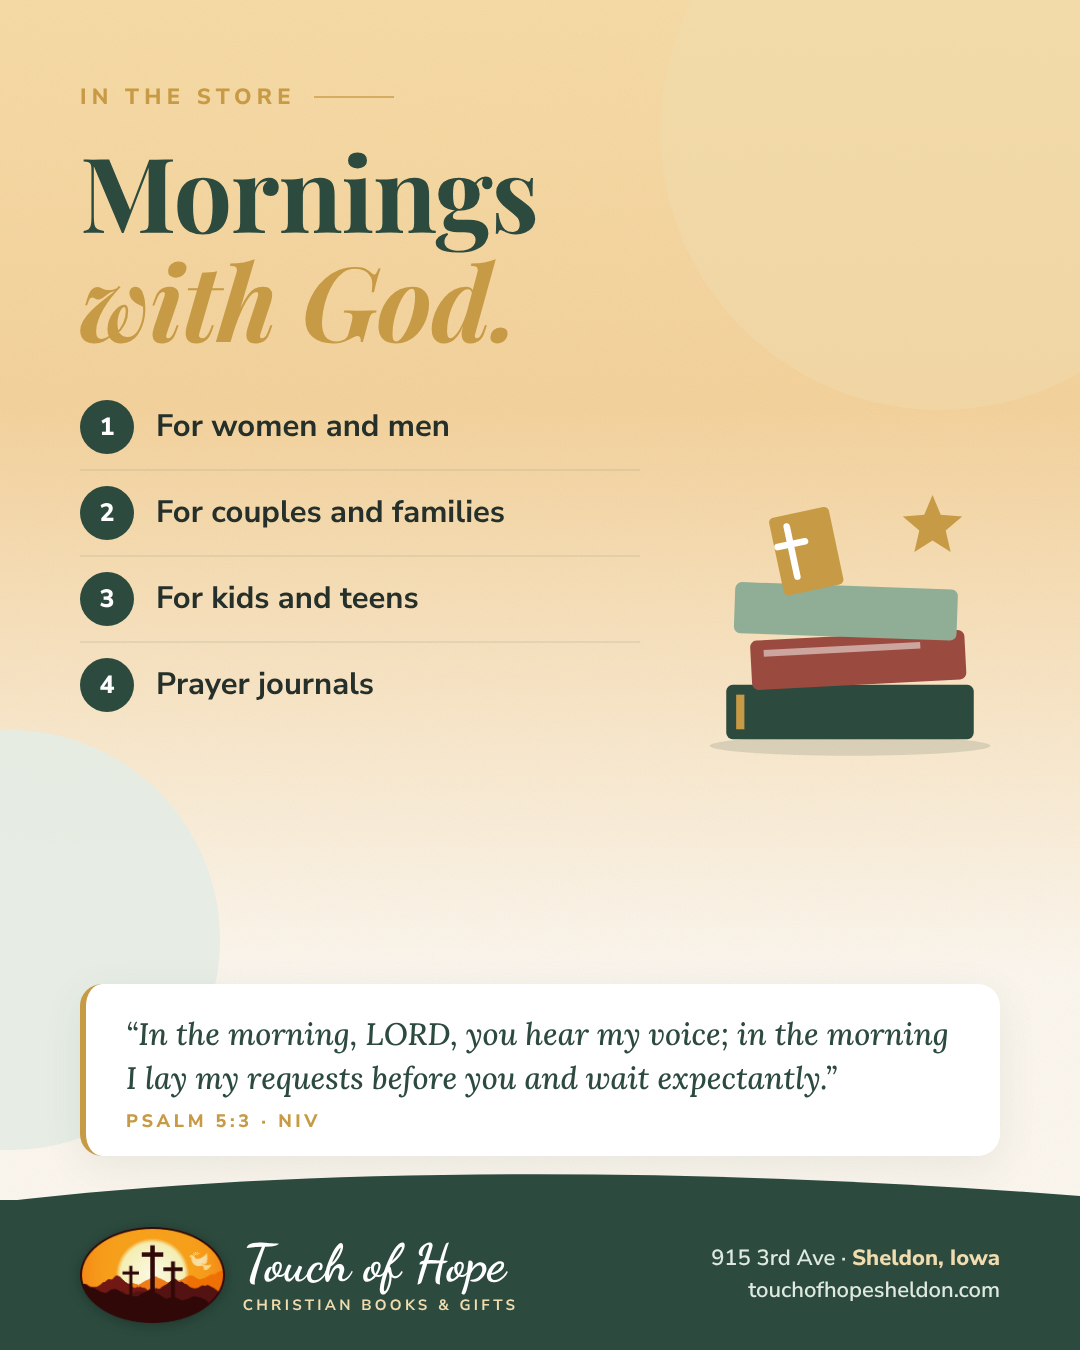 IN THE STORE
Mornings
with God.
1 For women and men
2 For couples and families
3 For kids and teens
4 Prayer journals
“In the morning, LORD, you hear my voice; in the morning
I lay my requests before you and wait expectantly.”
PSALM 5:3 · NIV
Touch of Hope
CHRISTIAN BOOKS & GIFTS
915 3rd Ave · Sheldon, Iowa
touchofhopesheldon.com